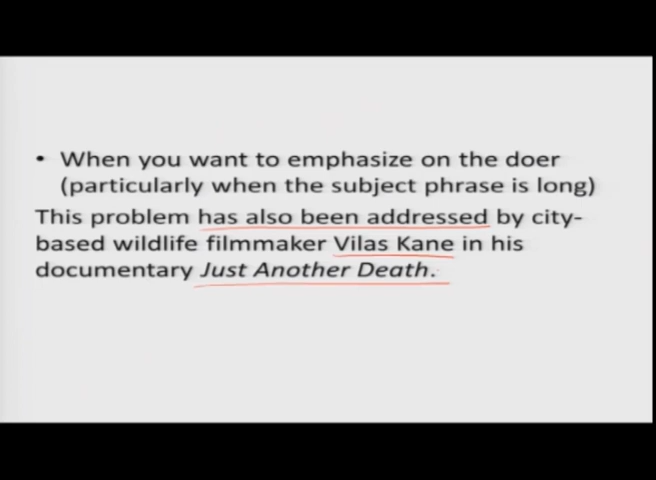 • When you want to emphasize on the doer
(particularly when the subject phrase is long)
This problem has also been addressed by city-
based wildlife filmmaker Vilas Kane in his
documentary Just Another Death.